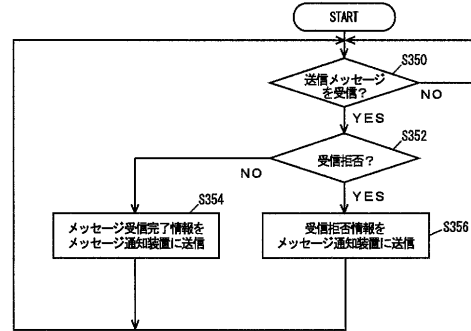 START
S350
送信メッセージ
を受信？
NO
YES
S352
受信拒否？
NO
YES
S354
メッセージ受信完了情報を
メッセージ通知装置に送信
S356
受信拒否情報を
メッセージ通知装置に送信